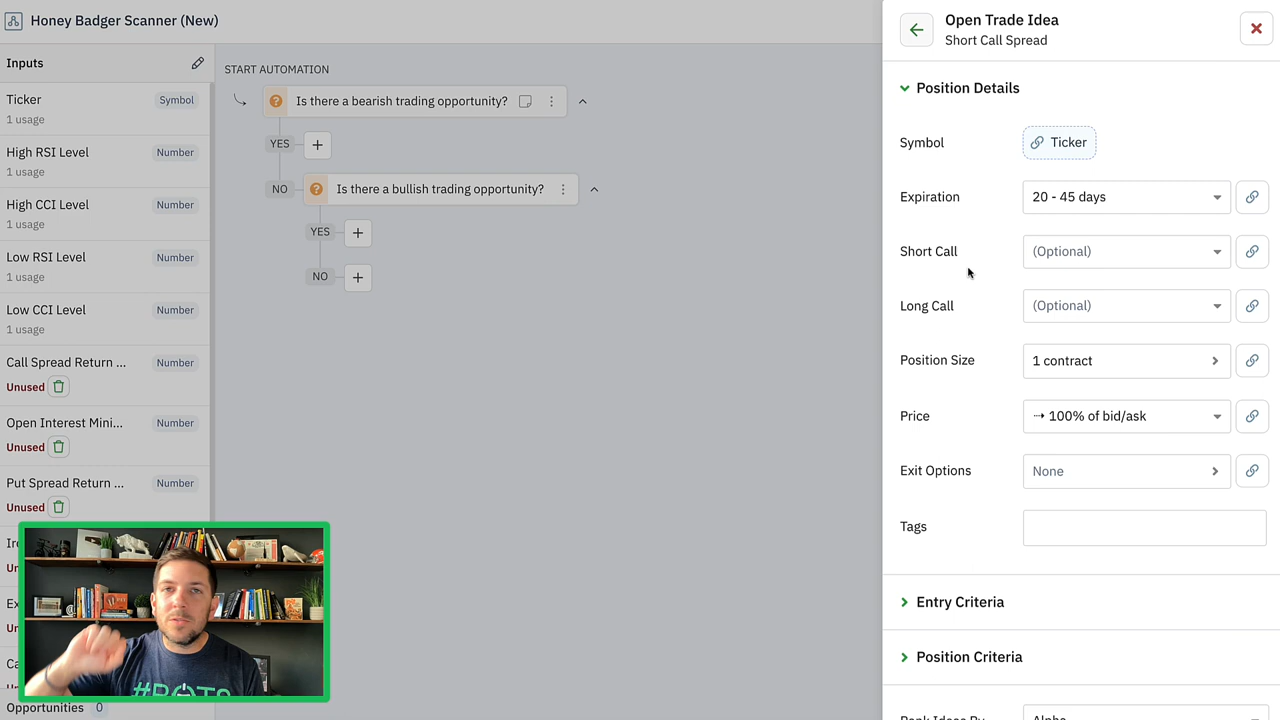 Honey Badger Scanner (New)
Inputs
Ticker
Symbol
1 usage
High RSI Level
Number
1 usage
High CCI Level
Number
1 usage
Low RSI Level
Number
1 usage
Low CCI Level
Number
1 usage
Call Spread Return ...
Number
Unused
Open Interest Mini...
Number
Unused
Put Spread Return ...
Number
Unused
Opportunities 0
START AUTOMATION
Is there a bearish trading opportunity?
YES
NO
Is there a bullish trading opportunity?
YES
NO
Open Trade Idea
Short Call Spread
Position Details
Symbol
Ticker
Expiration
20 - 45 days
Short Call
(Optional)
Long Call
(Optional)
Position Size
1 contract
Price
⇢ 100% of bid/ask
Exit Options
None
Tags
Entry Criteria
Position Criteria
Rank Ideas By
Alpha